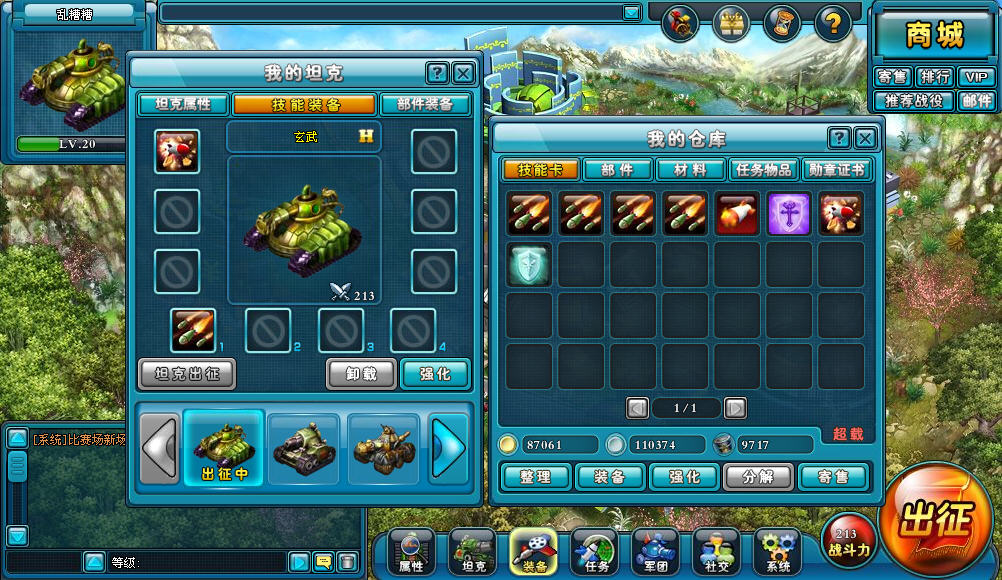 乱糟糟
LV.20
?
商城
寄售 排行 VIP
推荐战役 邮件
我的坦克 ?
坦克属性 技能装备 部件装备
玄武 H
213
1 2 3 4
坦克出征 卸载 强化
出征中
我的仓库 ?
技能卡 部件 材料 任务物品 勋章证书
1/1
87061 110374 9717 超载
整理 装备 强化 分解 寄售
[系统]比赛场新场
等级:
属性 坦克 装备 任务 军团 社交 系统
213
战斗力
出征